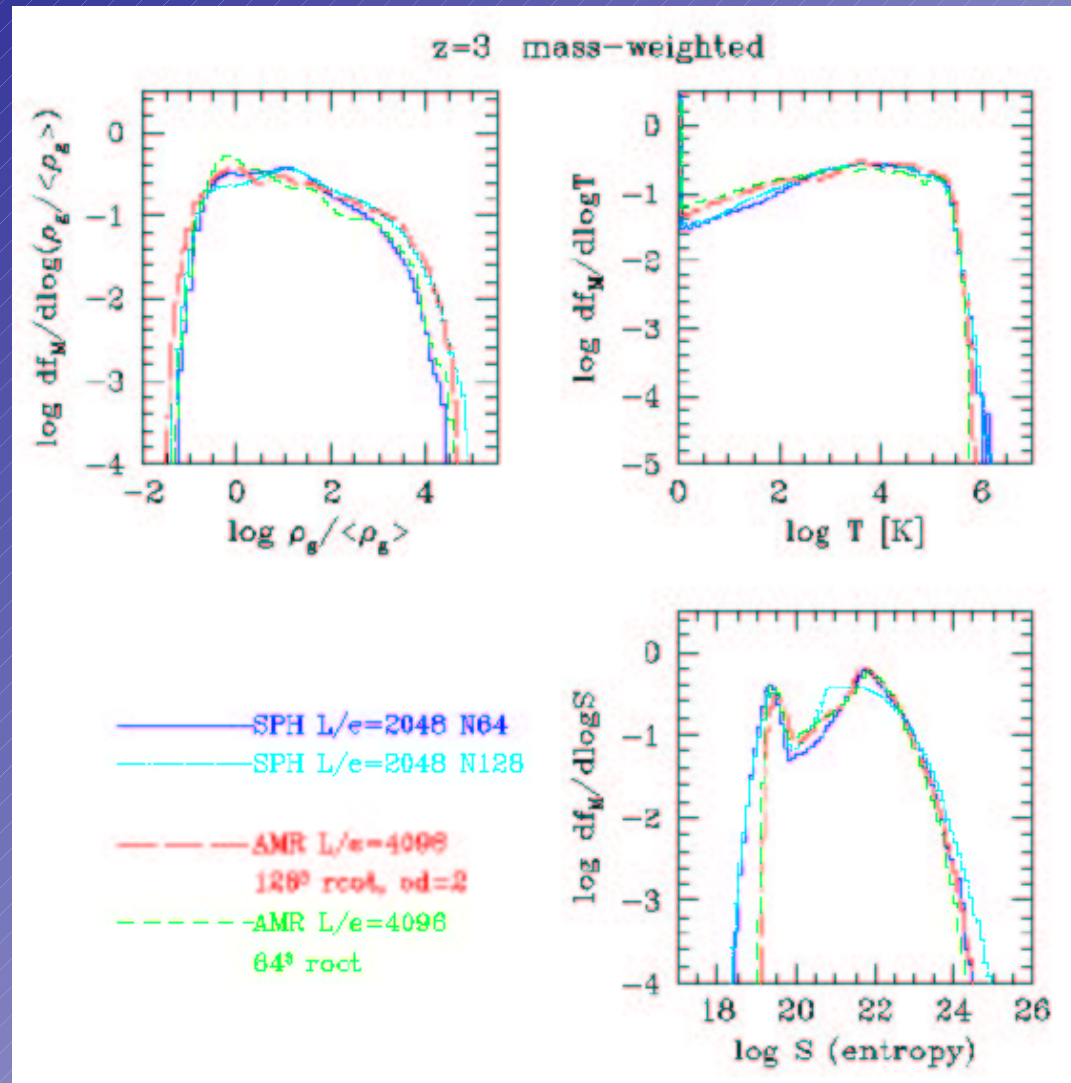 z=3 mass-weighted
log df_M/dlog(ρ_g/<ρ_g>)
0
−1
−2
−3
−4
−2 0 2 4
log ρ_g/<ρ_g>
log df_M/dlogT
0
−1
−2
−3
−4
−5
0 2 4 6
log T [K]
SPH L/e=2048 N64
SPH L/e=2048 N128
AMR L/e=4096
128³ root, od=2
AMR L/e=4096
64³ root
log df_M/dlogS
0
−1
−2
−3
−4
18 20 22 24 26
log S (entropy)